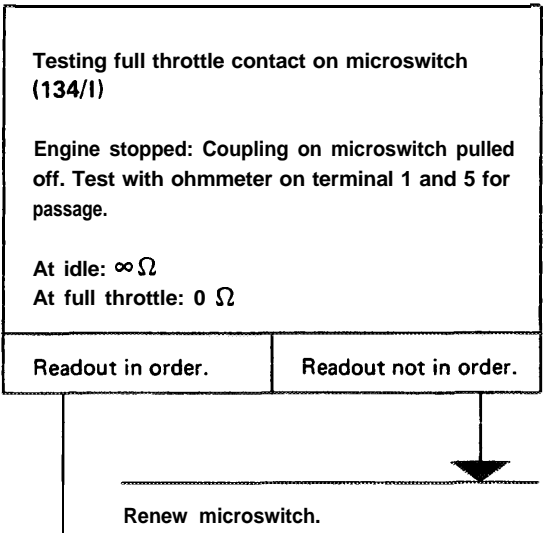 Testing full throttle contact on microswitch
(134/I)
Engine stopped: Coupling on microswitch pulled
off. Test with ohmmeter on terminal 1 and 5 for
passage.
At idle: ∞ Ω
At full throttle: 0 Ω
Readout in order.
Readout not in order.
Renew microswitch.